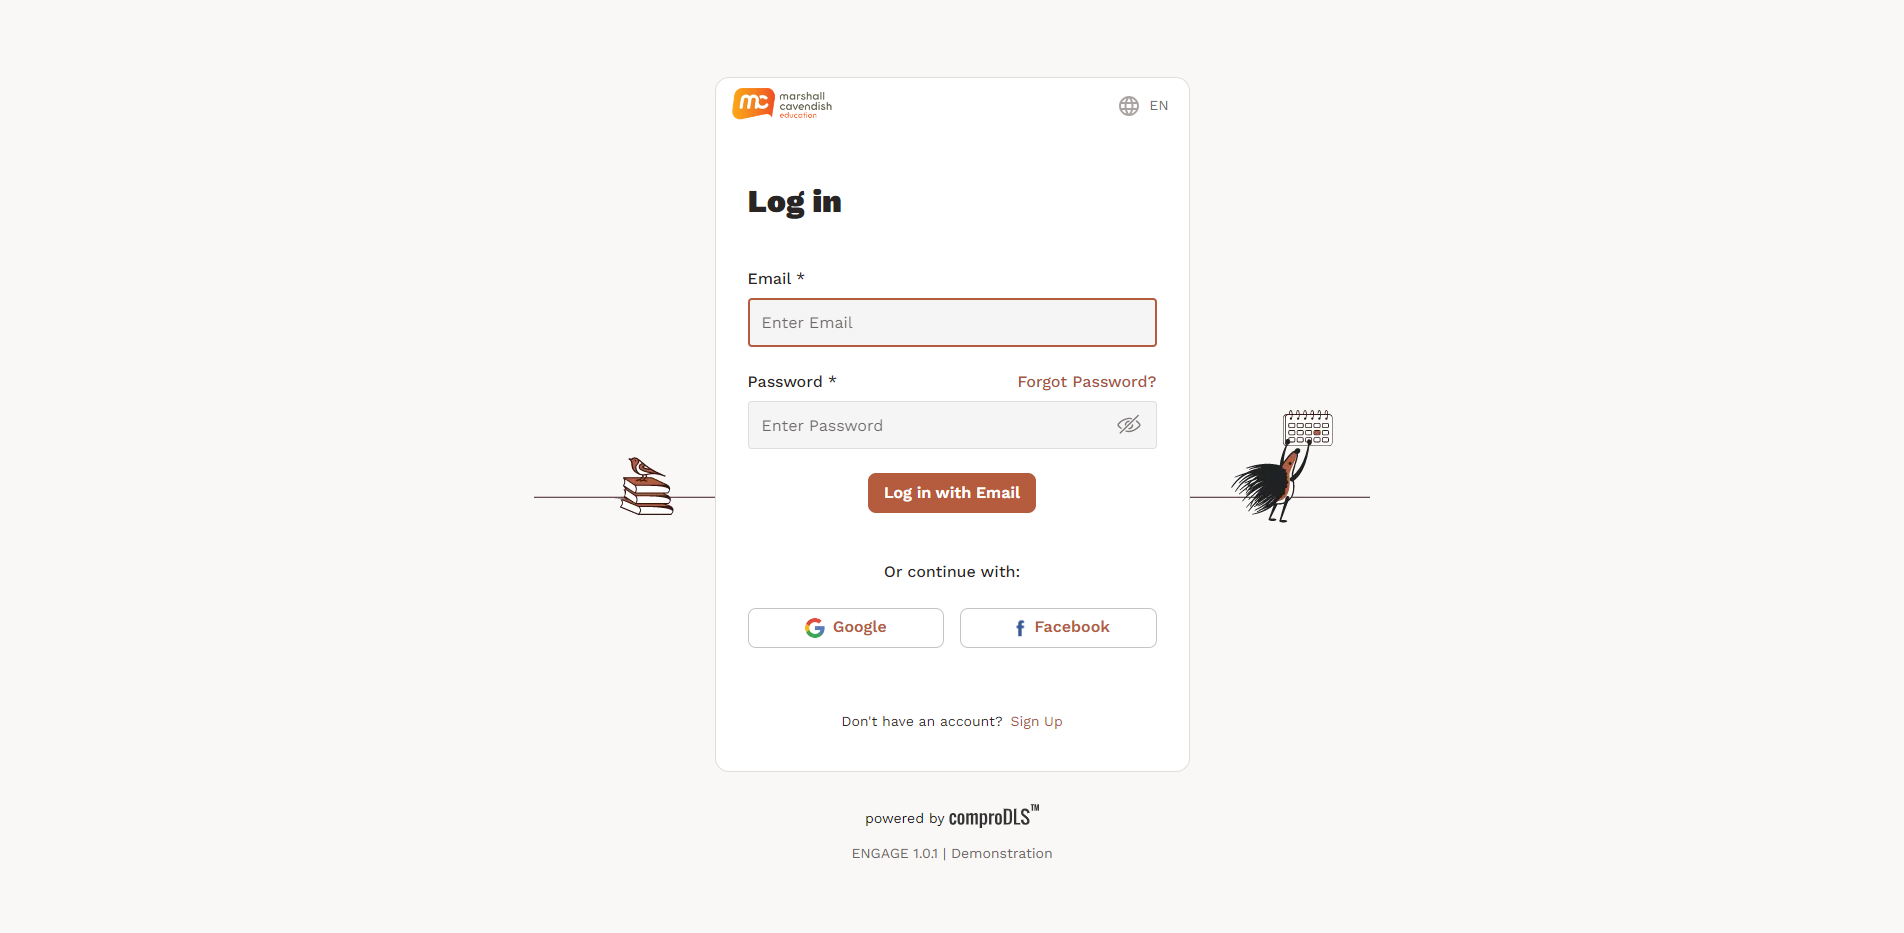 mc marshall
cavendish
education
EN
Log in
Email *
Enter Email
Password * Forgot Password?
Enter Password
Log in with Email
Or continue with:
Google Facebook
Don't have an account? Sign Up
powered by comproDLS™
ENGAGE 1.0.1 | Demonstration